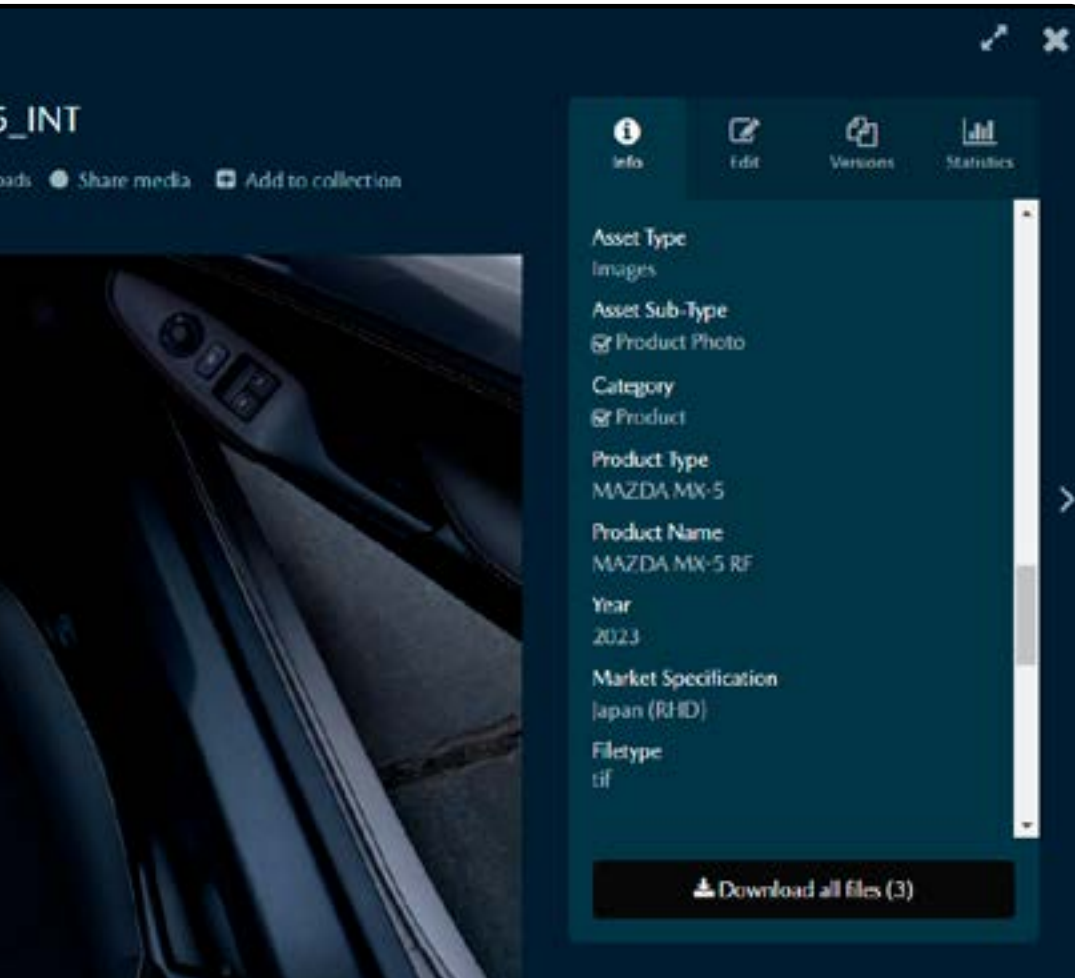 5_INT
oads Share media Add to collection
Info Edit Versions Statistics
Asset Type
Images
Asset Sub-Type
Product Photo
Category
Product
Product Type
MAZDA MX-5
Product Name
MAZDA MX-5 RF
Year
2023
Market Specification
Japan (RHD)
Filetype
tif
Download all files (3)